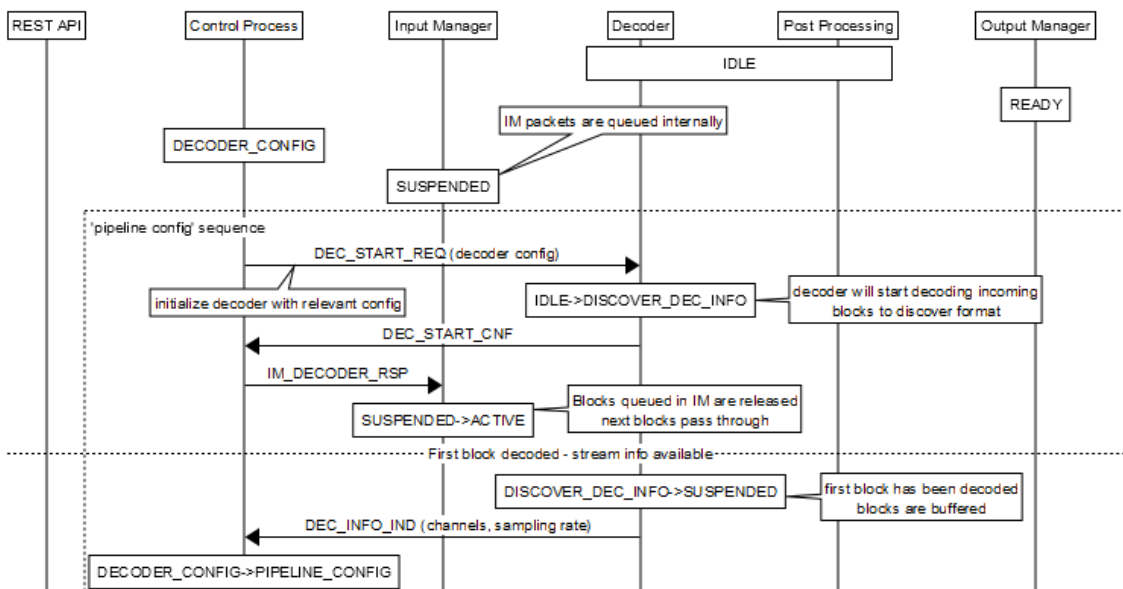 REST API
Control Process
Input Manager
Decoder
Post Processing
Output Manager
IDLE
READY
IM packets are queued internally
DECODER_CONFIG
SUSPENDED
'pipeline config' sequence
DEC_START_REQ (decoder config)
initialize decoder with relevant config
IDLE->DISCOVER_DEC_INFO
decoder will start decoding incoming
blocks to discover format
DEC_START_CNF
IM_DECODER_RSP
SUSPENDED->ACTIVE
Blocks queued in IM are released
next blocks pass through
First block decoded - stream info available
DISCOVER_DEC_INFO->SUSPENDED
first block has been decoded
blocks are buffered
DEC_INFO_IND (channels, sampling rate)
DECODER_CONFIG->PIPELINE_CONFIG